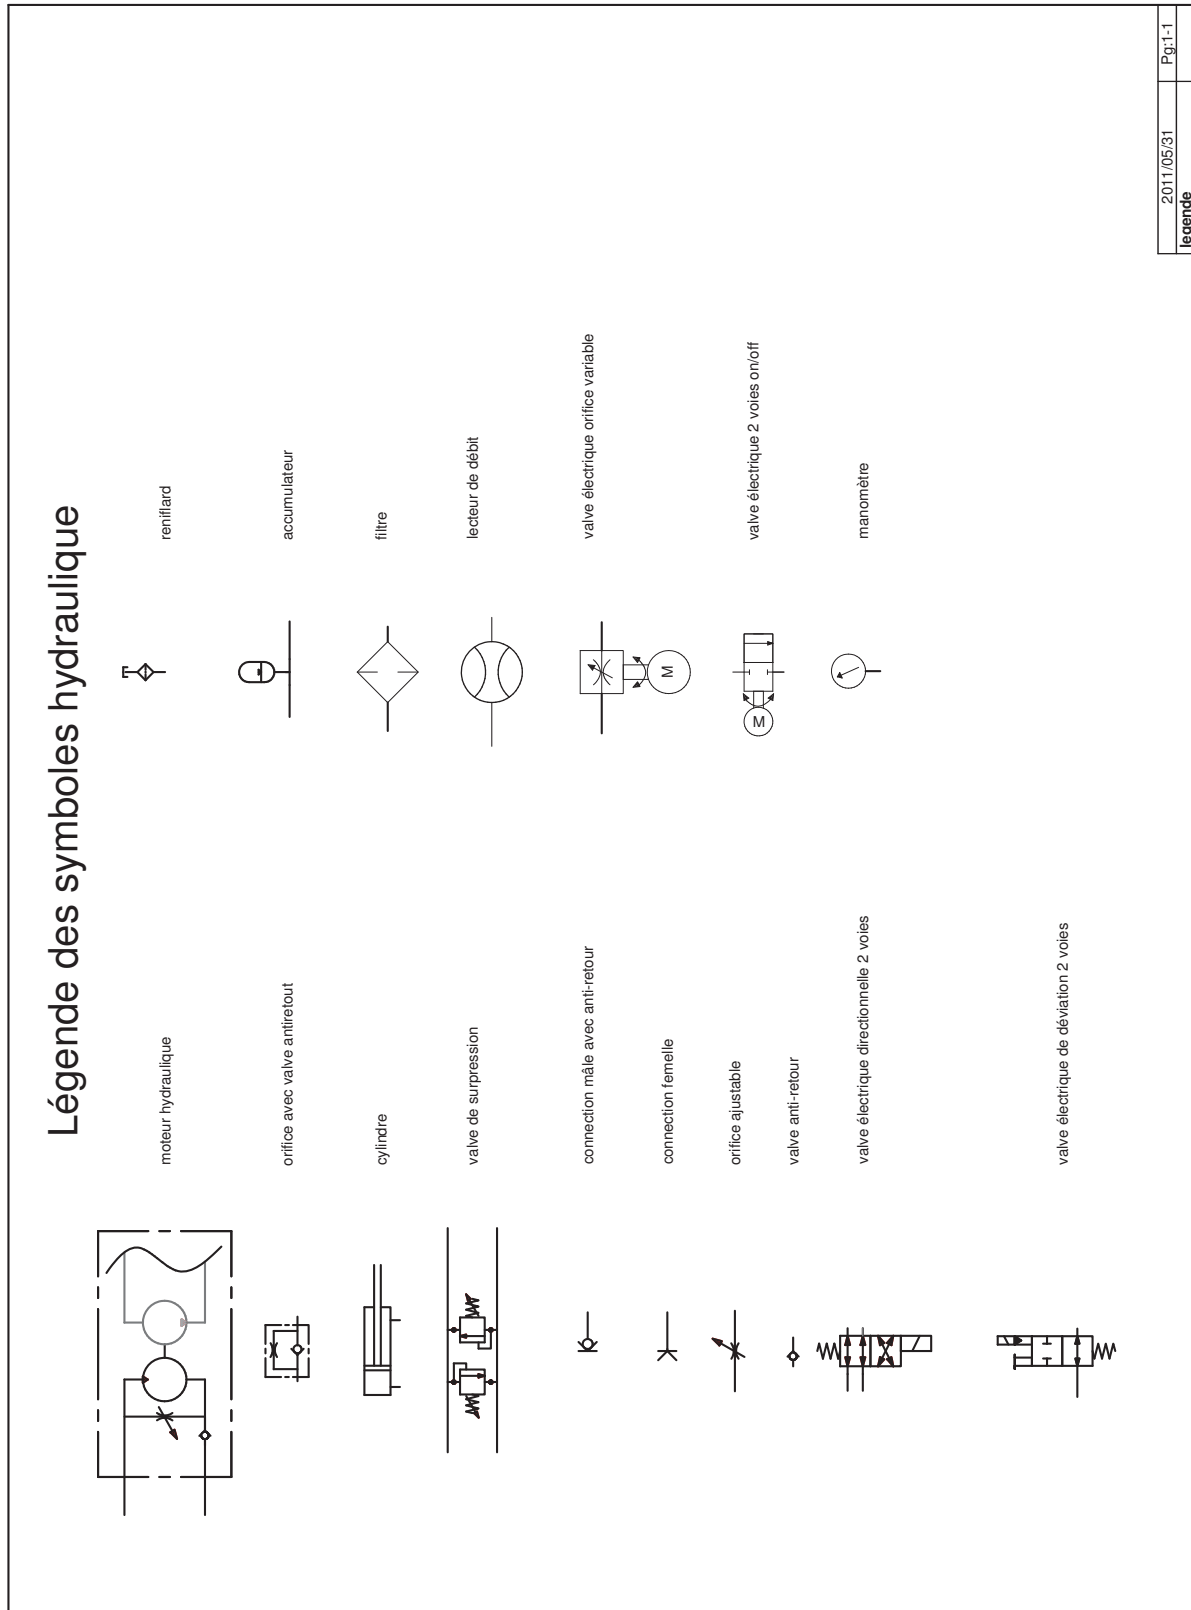 Légende des symboles hydraulique
moteur hydraulique
orifice avec valve antiretout
cylindre
valve de surpression
connection mâle avec anti-retour
connection femelle
orifice ajustable
valve anti-retour
valve électrique directionnelle 2 voies
valve électrique de déviation 2 voies
reniflard
accumulateur
filtre
lecteur de débit
valve électrique orifice variable
M
valve électrique 2 voies on/off
M
manomètre
2011/05/31 Pg:1-1
legende